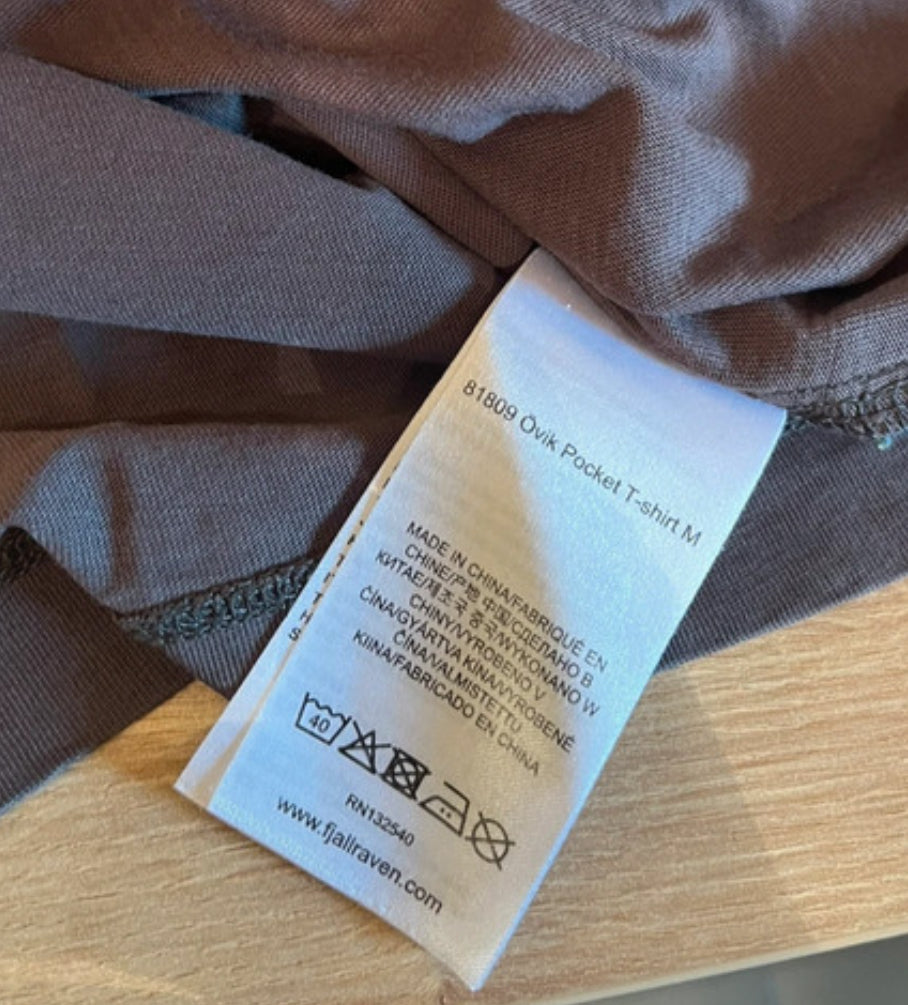 81809 Övik Pocket T-shirt M
MADE IN CHINA/FABRIQUÉ EN
CHINE/产地 中国/СДЕЛАНО В
КИТАЕ/제조국 중국/WYKONANO W
CHINY/VYROBENO V
ČÍNA/GYÁRTVA KÍNA/VYROBENÉ
ČÍNA/VALMISTETTU
KIINA/FABRICADO EN CHINA
40
RN132540
www.fjallraven.com